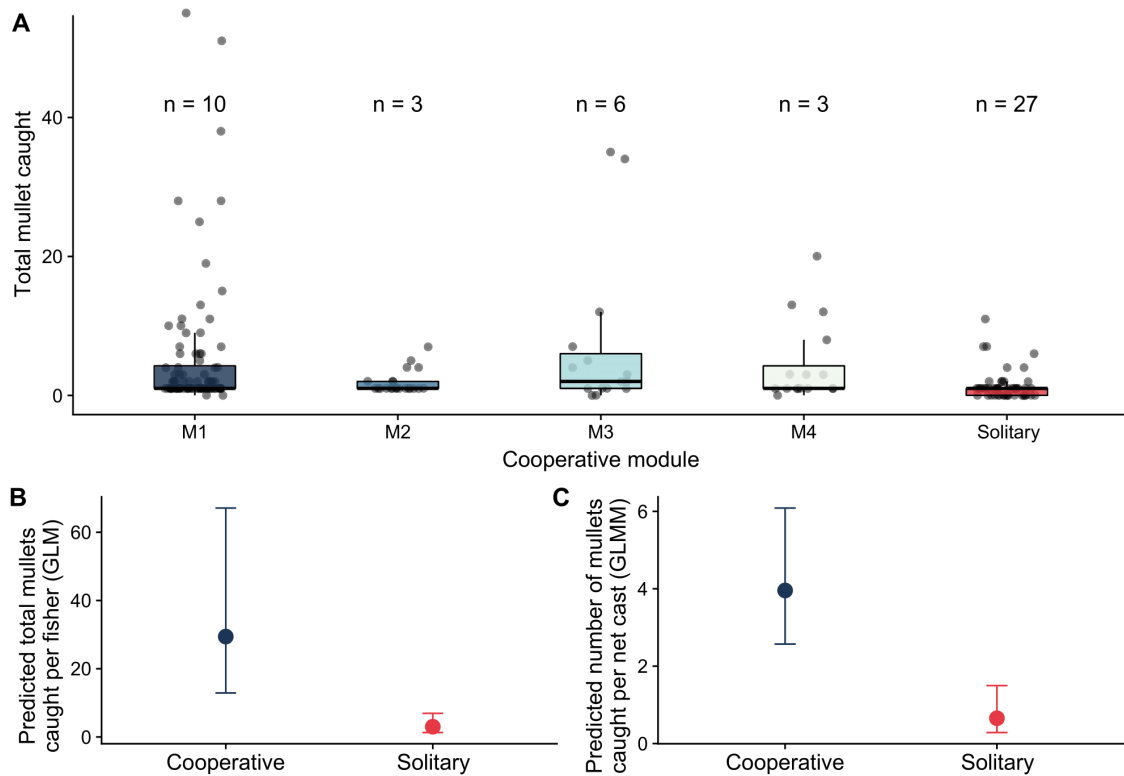 A
Total mullet caught
40
20
0
n = 10
n = 3
n = 6
n = 3
n = 27
M1
M2
M3
M4
Solitary
Cooperative module
B
Predicted total mullets
caught per fisher (GLM)
60
40
20
0
Cooperative
Solitary
C
Predicted number of mullets
caught per net cast (GLMM)
6
4
2
0
Cooperative
Solitary